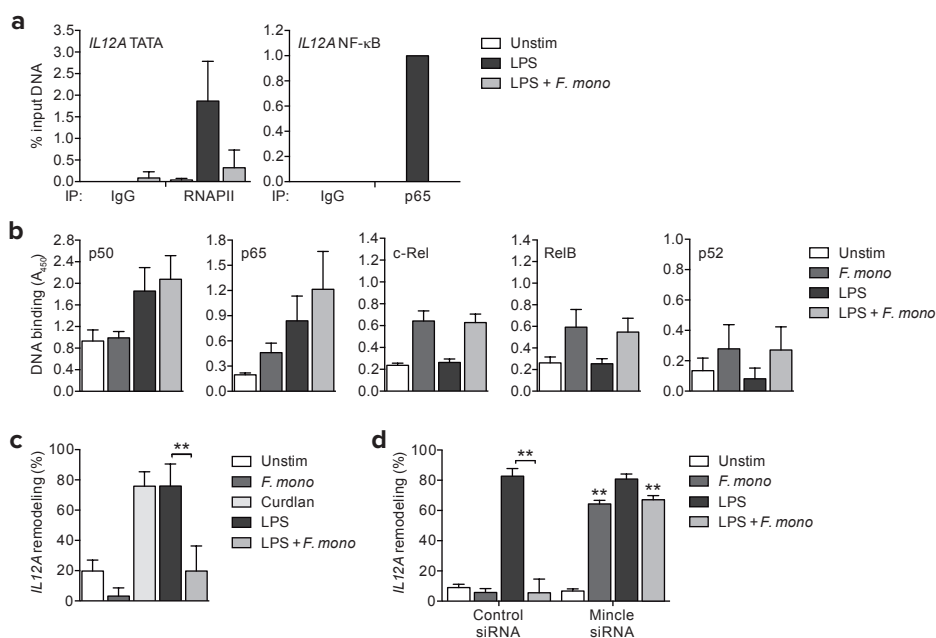 a
% input DNA
3.5
3.0
2.5
2.0
1.5
1.0
0.5
0.0
IL12A TATA
IP: IgG RNAPII
1.0
0.8
0.6
0.4
0.2
0.0
IL12A NF-κB
IP: IgG p65
Unstim
LPS
LPS + F. mono
b
DNA binding (A450)
2.8
2.4
2.0
1.6
1.2
0.8
0.4
0.0
p50
1.8
1.5
1.2
0.9
0.6
0.3
0.0
p65
1.4
1.2
1.0
0.8
0.6
0.4
0.2
0.0
c-Rel
1.4
1.2
1.0
0.8
0.6
0.4
0.2
0.0
RelB
1.0
0.8
0.6
0.4
0.2
0.0
p52
Unstim
F. mono
LPS
LPS + F. mono
c
IL12A remodeling (%)
100
80
60
40
20
0
**
Unstim
F. mono
Curdlan
LPS
LPS + F. mono
d
IL12A remodeling (%)
100
80
60
40
20
0
**
**
**
Control
siRNA
Mincle
siRNA
Unstim
F. mono
LPS
LPS + F. mono